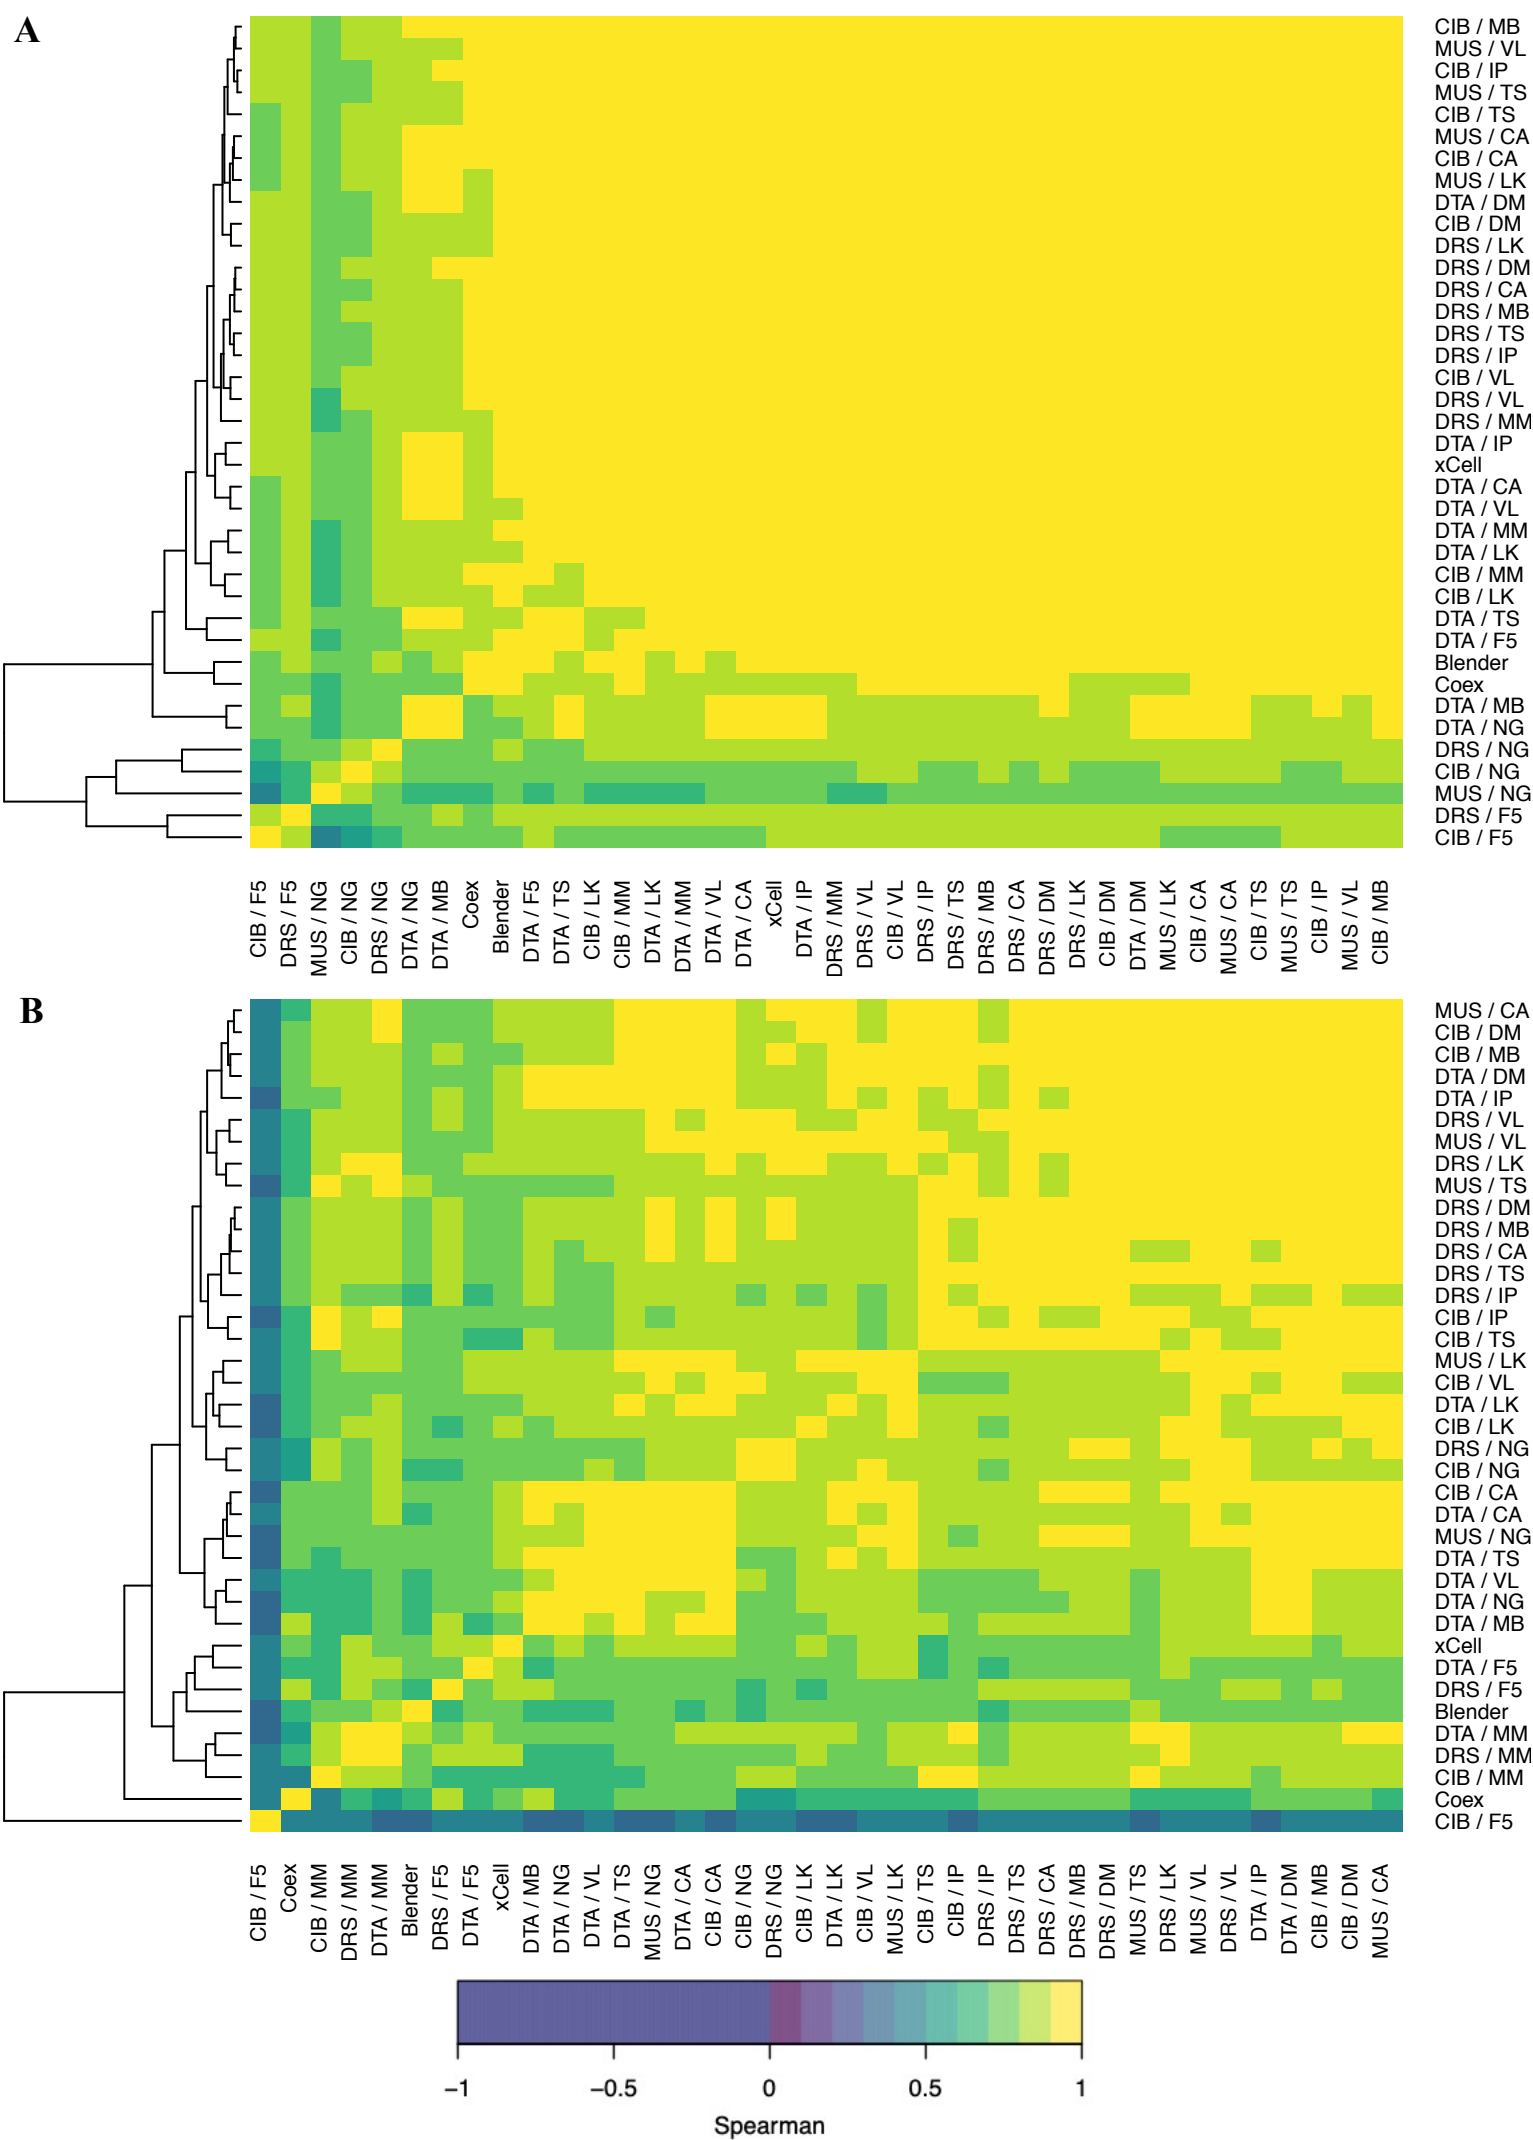 A
CIB / MB
MUS / VL
CIB / IP
MUS / TS
CIB / TS
MUS / CA
CIB / CA
MUS / LK
DTA / DM
CIB / DM
DRS / LK
DRS / DM
DRS / CA
DRS / MB
DRS / TS
DRS / IP
CIB / VL
DRS / VL
DRS / MM
DTA / IP
xCell
DTA / CA
DTA / VL
DTA / MM
DTA / LK
CIB / MM
CIB / LK
DTA / TS
DTA / F5
Blender
Coex
DTA / MB
DTA / NG
DRS / NG
CIB / NG
MUS / NG
DRS / F5
CIB / F5
CIB / F5
DRS / F5
MUS / NG
CIB / NG
DRS / NG
DTA / NG
DTA / MB
Coex
Blender
DTA / F5
DTA / TS
CIB / LK
CIB / MM
DTA / LK
DTA / MM
DTA / VL
DTA / CA
xCell
DTA / IP
DRS / MM
DRS / VL
CIB / VL
DRS / IP
DRS / TS
DRS / MB
DRS / CA
DRS / DM
DRS / LK
CIB / DM
DTA / DM
MUS / LK
CIB / CA
MUS / CA
CIB / TS
MUS / TS
CIB / IP
MUS / VL
CIB / MB
B
MUS / CA
CIB / DM
CIB / MB
DTA / DM
DTA / IP
DRS / VL
MUS / VL
DRS / LK
MUS / TS
DRS / DM
DRS / MB
DRS / CA
DRS / TS
DRS / IP
CIB / IP
CIB / TS
MUS / LK
CIB / VL
DTA / LK
CIB / LK
DRS / NG
CIB / NG
CIB / CA
DTA / CA
MUS / NG
DTA / TS
DTA / VL
DTA / NG
DTA / MB
xCell
DTA / F5
DRS / F5
Blender
DTA / MM
DRS / MM
CIB / MM
Coex
CIB / F5
CIB / F5
Coex
CIB / MM
DRS / MM
DTA / MM
Blender
DRS / F5
DTA / F5
xCell
DTA / MB
DTA / NG
DTA / VL
DTA / TS
MUS / NG
DTA / CA
CIB / CA
CIB / NG
DRS / NG
CIB / LK
DTA / LK
CIB / VL
MUS / LK
CIB / TS
CIB / IP
DRS / IP
DRS / TS
DRS / CA
DRS / MB
DRS / DM
MUS / TS
DRS / LK
MUS / VL
DRS / VL
DTA / IP
DTA / DM
CIB / MB
CIB / DM
MUS / CA
−1 −0.5 0 0.5 1
Spearman